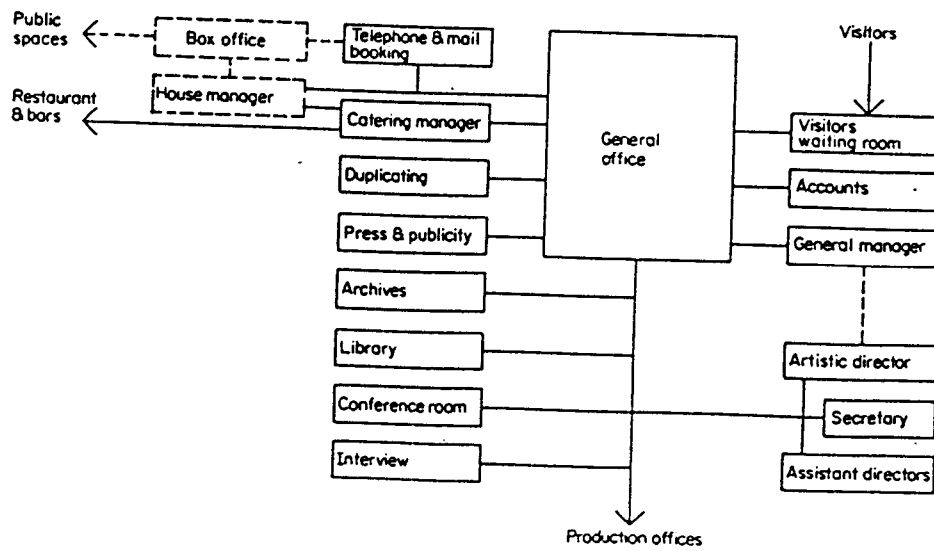 Public
spaces
Box office
Telephone & mail
booking
Visitors
Restaurant
& bars
House manager
Catering manager
General
office
Visitors
waiting room
Duplicating
Accounts
Press & publicity
General manager
Archives
Library
Artistic director
Conference room
Secretary
Interview
Assistant directors
Production offices